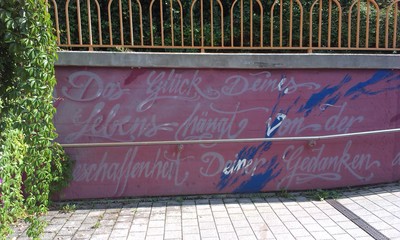 Das Glück Deines
Lebens hängt von der
Beschaffenheit Deiner Gedanken